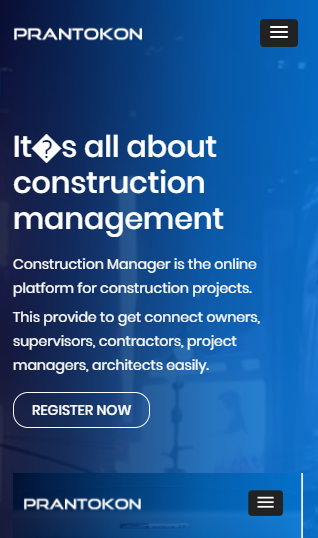 PRANTOKON
It�s all about
construction
management
Construction Manager is the online
platform for construction projects.
This provide to get connect owners,
supervisors, contractors, project
managers, architects easily.
REGISTER NOW
PRANTOKON